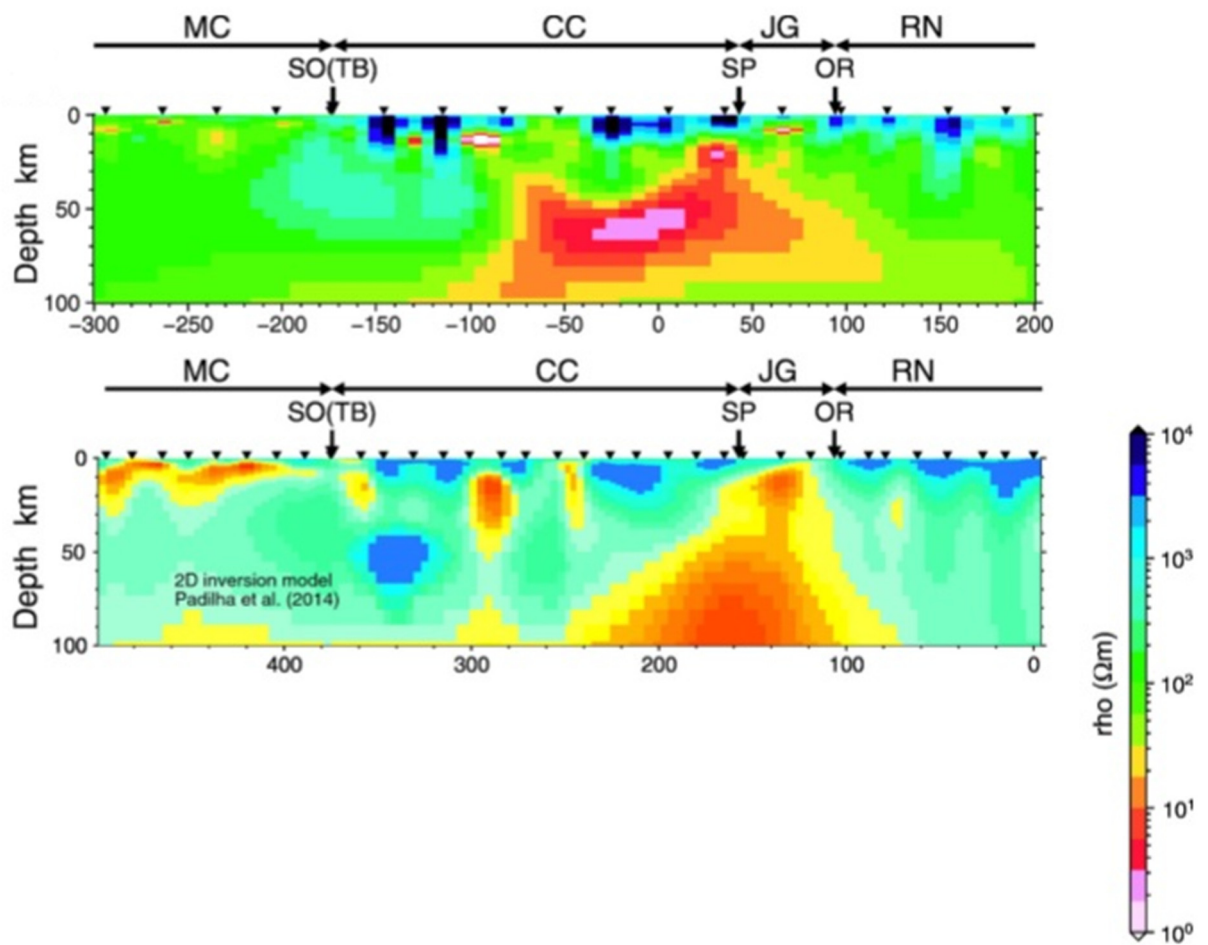 MC CC JG RN
SO(TB) SP OR
0
50
100
Depth km
−300 −250 −200 −150 −100 −50 0 50 100 150 200
MC CC JG RN
SO(TB) SP OR
0
50
100
Depth km
2D inversion model
Padilha et al. (2014)
400 300 200 100 0
10⁴
10³
10²
10¹
10⁰
rho (Ωm)